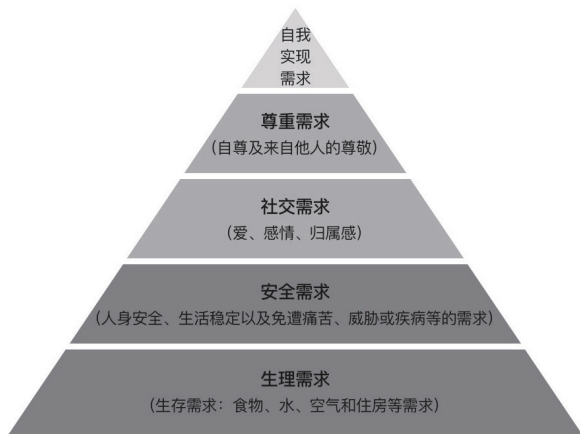 自我
实现
需求
尊重需求
(自尊及来自他人的尊敬)
社交需求
(爱、感情、归属感)
安全需求
(人身安全、生活稳定以及免遭痛苦、威胁或疾病等的需求)
生理需求
(生存需求：食物、水、空气和住房等需求)